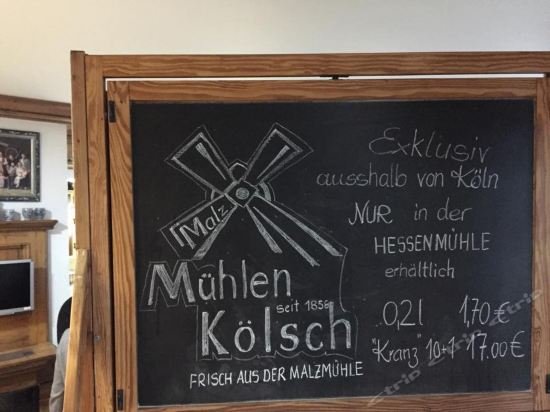 Malz
Mühlen
seit 1858
Kölsch
FRISCH AUS DER MALZMÜHLE
Exklusiv
ausshalb von Köln
NUR in der
HESSENMÜHLE
erhältlich
..0,2l 1,70€
"Kranz" 10+1 17.00€